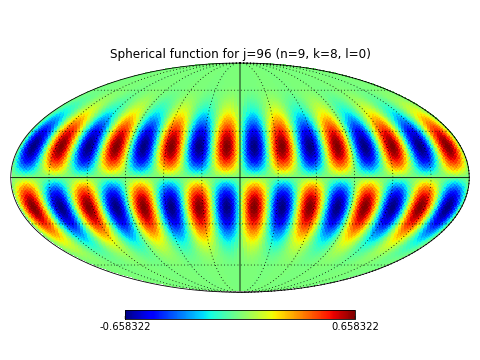 Spherical function for j=96 (n=9, k=8, l=0)
-0.658322 0.658322